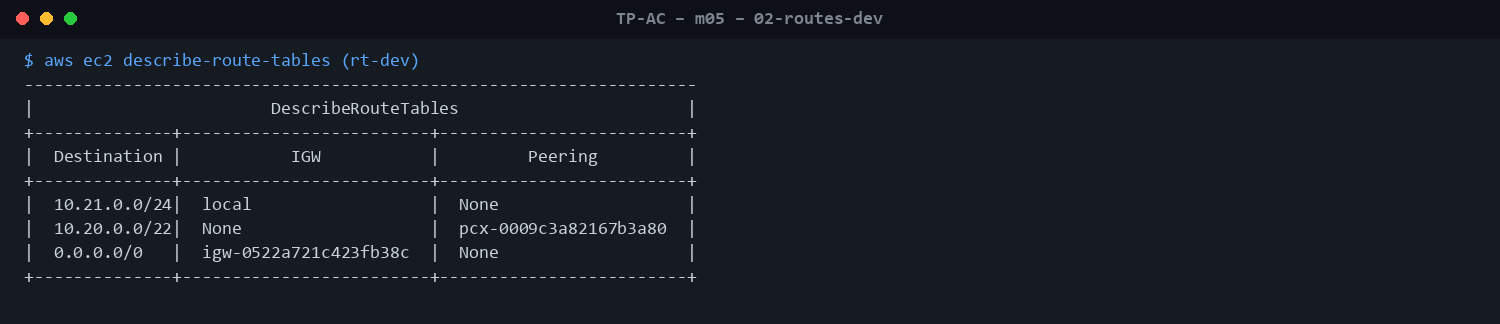 TP-AC – m05 – 02-routes-dev
$ aws ec2 describe-route-tables (rt-dev)
--------------------------------------------------------------------
|                        DescribeRouteTables                       |
+--------------+-------------------------+-------------------------+
|  Destination |           IGW           |         Peering         |
+--------------+-------------------------+-------------------------+
|  10.21.0.0/24|  local                  |  None                   |
|  10.20.0.0/22|  None                   |  pcx-0009c3a82167b3a80  |
|  0.0.0.0/0   |  igw-0522a721c423fb38c  |  None                   |
+--------------+-------------------------+-------------------------+